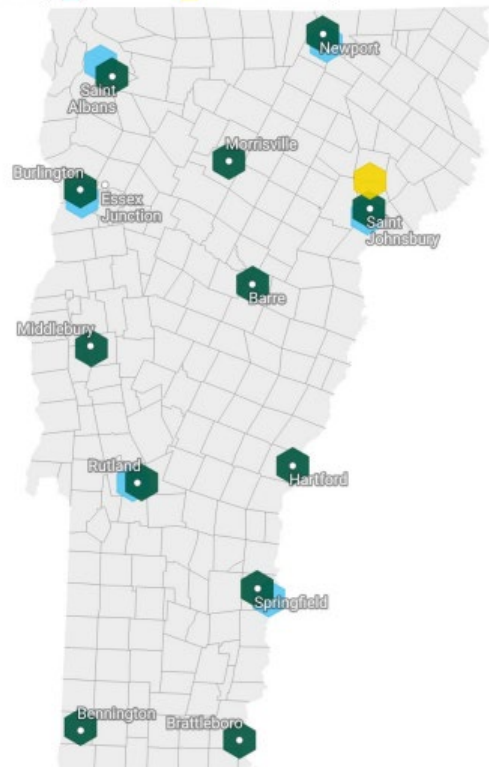 Newport
Saint
Albans
Morrisville
Burlington
Essex
Junction
Saint
Johnsbury
Barre
Middlebury
Rutland
Hartford
Springfield
Bennington
Brattleboro